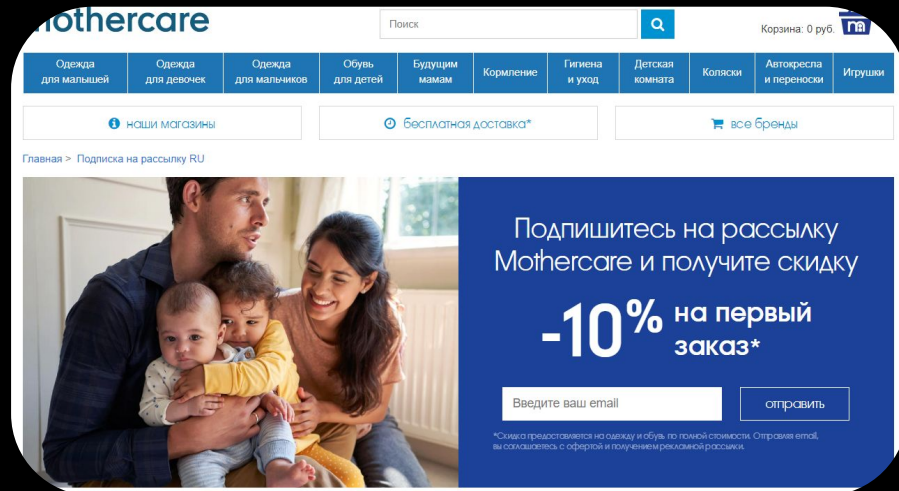 mothercare
Поиск
Корзина: 0 руб.
Одежда для малышей
Одежда для девочек
Одежда для мальчиков
Обувь для детей
Будущим мамам
Кормление
Гигиена и уход
Детская комната
Коляски
Автокресла и переноски
Игрушки
наши магазины
бесплатная доставка*
все бренды
Главная > Подписка на рассылку RU
Подпишитесь на рассылку
Mothercare и получите скидку
-10% на первый
заказ*
Введите ваш email
отправить
*Скидка предоставляется на одежду и обувь по полной стоимости. Отправляя email,
вы соглашаетесь с офертой и получением рекламной рассылки.